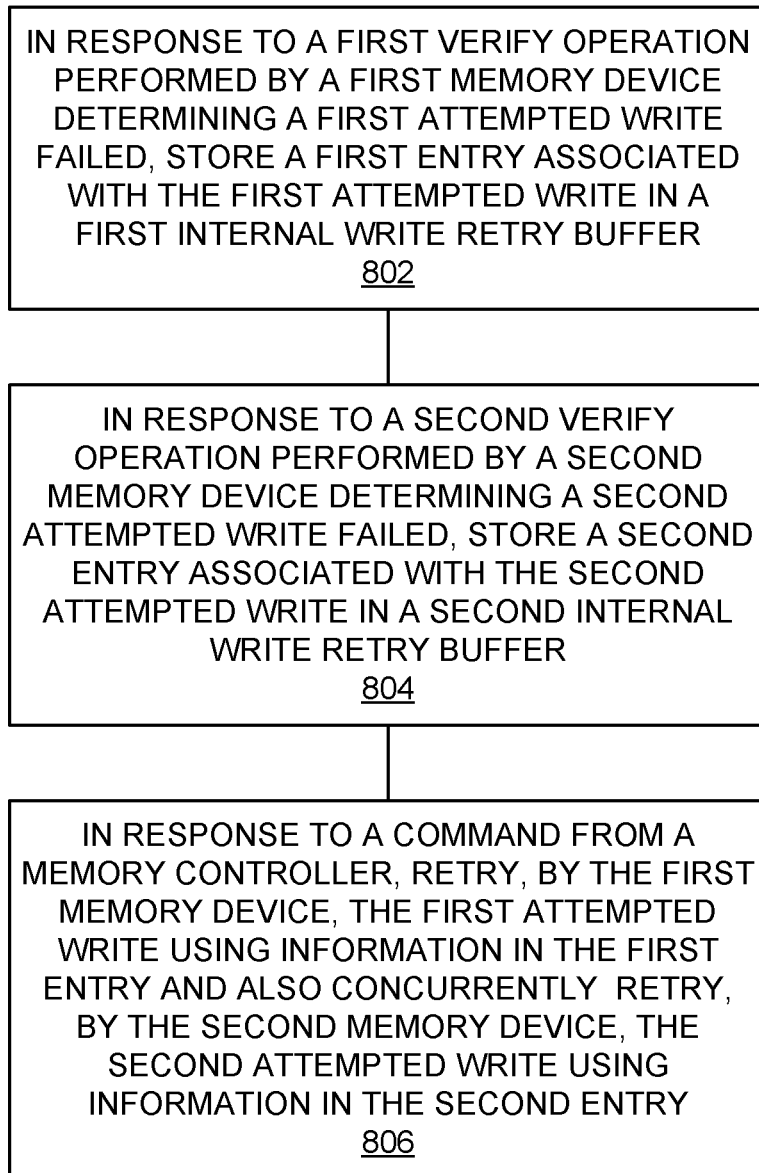 IN RESPONSE TO A FIRST VERIFY OPERATION
PERFORMED BY A FIRST MEMORY DEVICE
DETERMINING A FIRST ATTEMPTED WRITE
FAILED, STORE A FIRST ENTRY ASSOCIATED
WITH THE FIRST ATTEMPTED WRITE IN A
FIRST INTERNAL WRITE RETRY BUFFER
802
IN RESPONSE TO A SECOND VERIFY
OPERATION PERFORMED BY A SECOND
MEMORY DEVICE DETERMINING A SECOND
ATTEMPTED WRITE FAILED, STORE A SECOND
ENTRY ASSOCIATED WITH THE SECOND
ATTEMPTED WRITE IN A SECOND INTERNAL
WRITE RETRY BUFFER
804
IN RESPONSE TO A COMMAND FROM A
MEMORY CONTROLLER, RETRY, BY THE FIRST
MEMORY DEVICE, THE FIRST ATTEMPTED
WRITE USING INFORMATION IN THE FIRST
ENTRY AND ALSO CONCURRENTLY RETRY,
BY THE SECOND MEMORY DEVICE, THE
SECOND ATTEMPTED WRITE USING
INFORMATION IN THE SECOND ENTRY
806